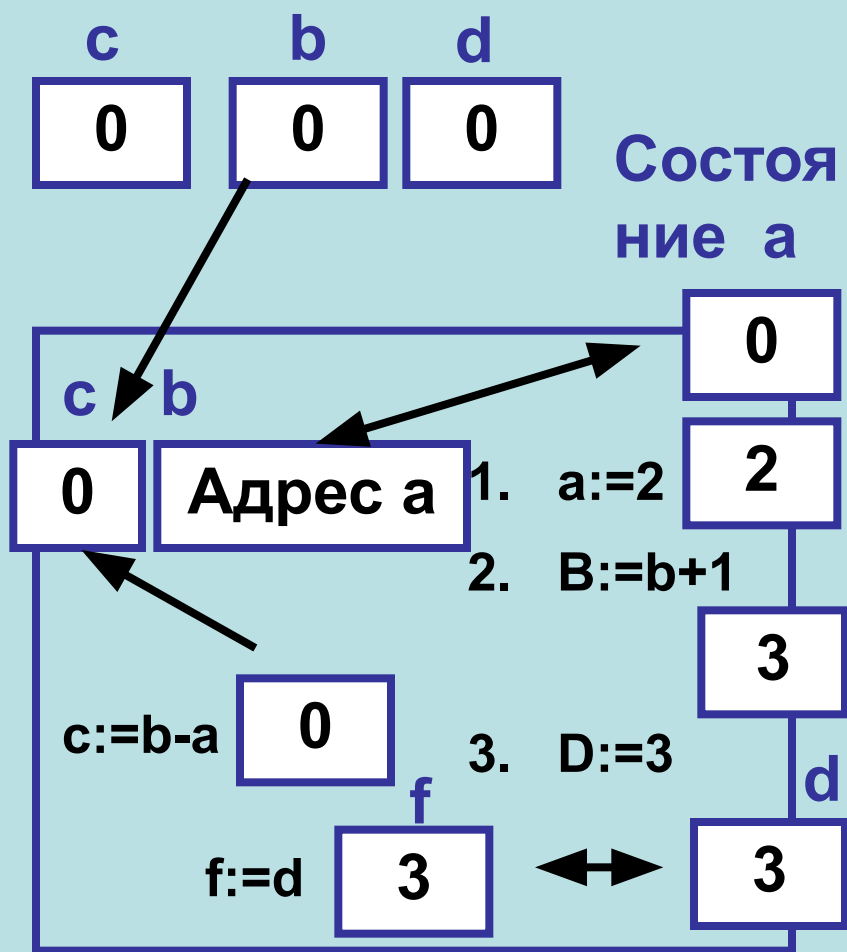 c b d
0 0 0
Состоя
ние а
0
c b
0 Адрес а
1. a:=2 2
2. B:=b+1
3
c:=b-a 0
3. D:=3
f d
f:=d 3 3